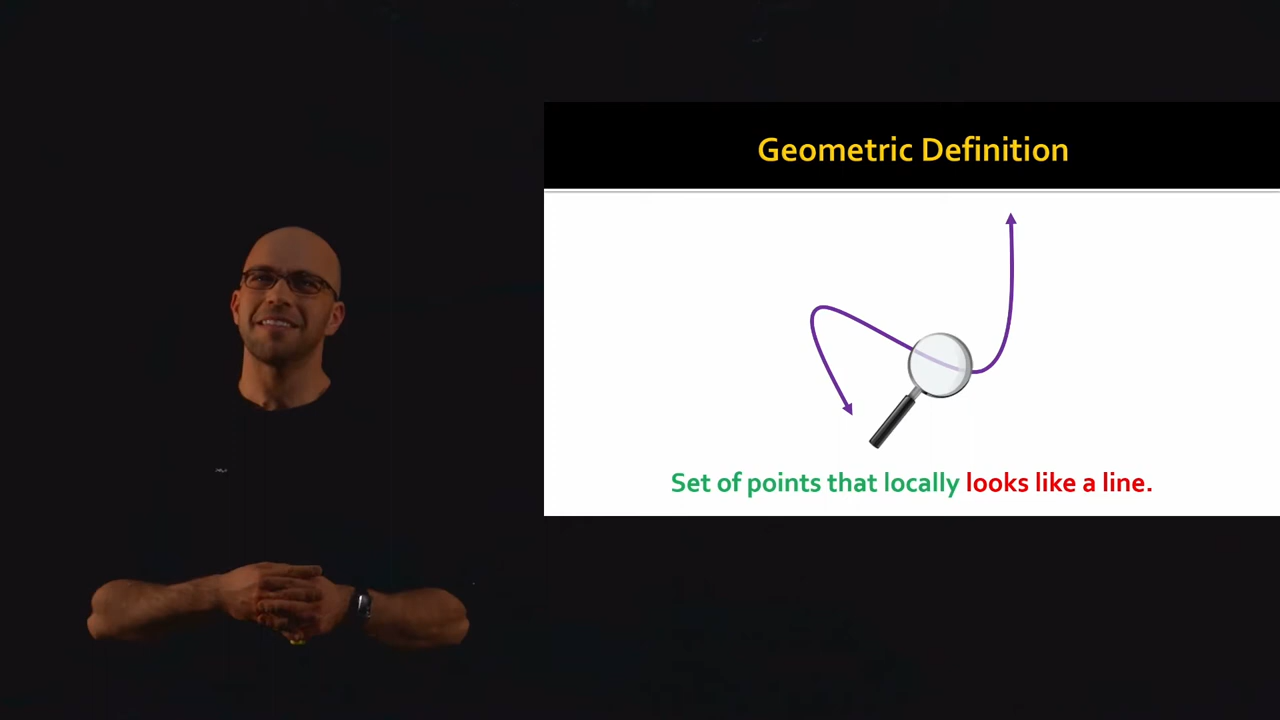 Geometric Definition
Set of points that locally looks like a line.